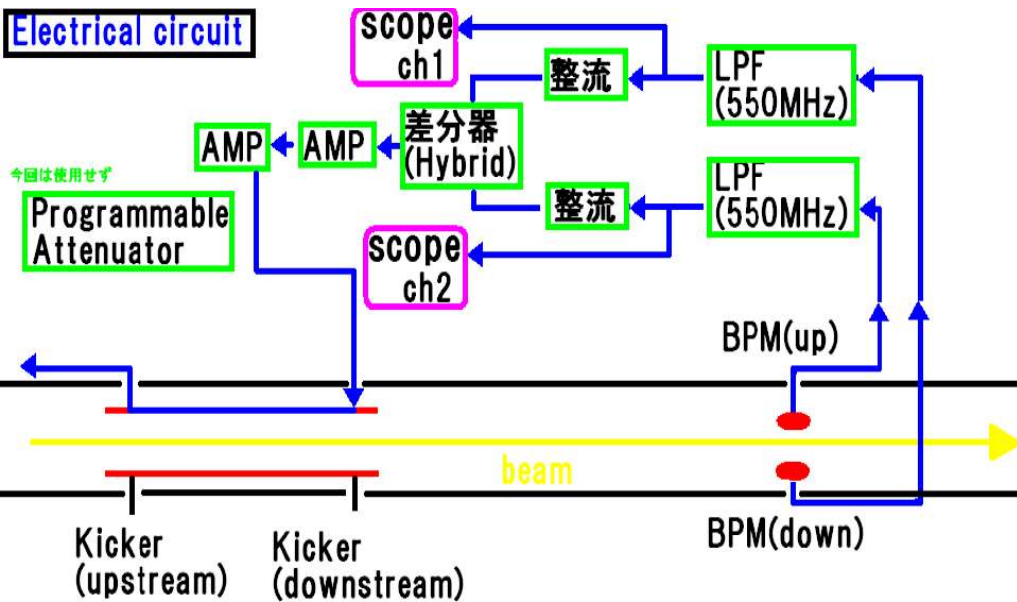 Electrical circuit
scope
ch1
整流
LPF
(550MHz)
差分器
(Hybrid)
AMP
AMP
今回は使用せず
Programmable
Attenuator
整流
LPF
(550MHz)
scope
ch2
BPM(up)
beam
BPM(down)
Kicker
(upstream)
Kicker
(downstream)